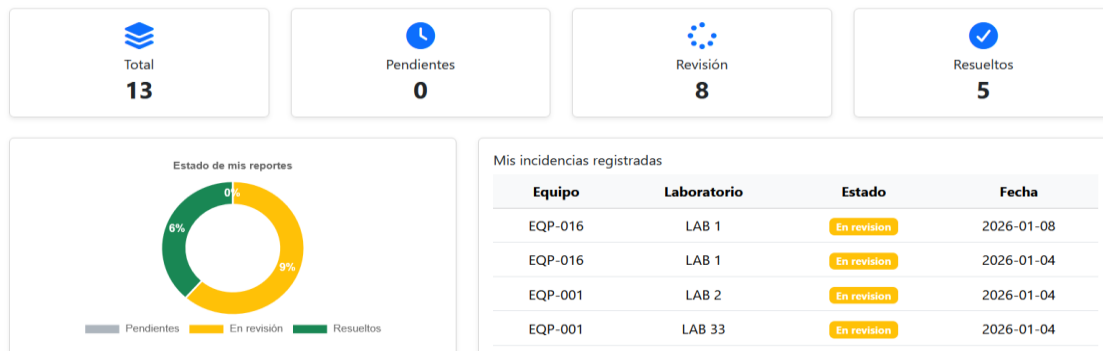 Total
13
Pendientes
0
Revisión
8
Resueltos
5
Estado de mis reportes
0%
6%
9%
Pendientes En revisión Resueltos
Mis incidencias registradas
Equipo Laboratorio Estado Fecha
EQP-016 LAB 1 En revision 2026-01-08
EQP-016 LAB 1 En revision 2026-01-04
EQP-001 LAB 2 En revision 2026-01-04
EQP-001 LAB 33 En revision 2026-01-04